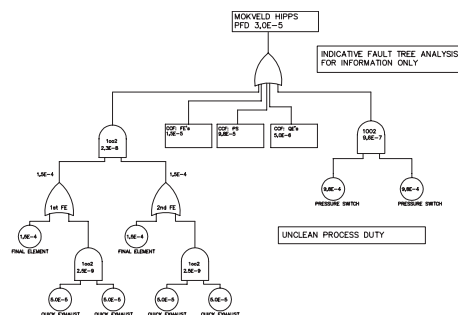 MOKVELD HIPPS
PFD 3,0E-5
INDICATIVE FAULT TREE ANALYSIS
FOR INFORMATION ONLY
CCF: FE's
1,5E-5
CCF: PS
9,8E-5
CCF: QE's
5,0E-6
1oo2
2,3E-8
1OO2
9,6E-7
1,5E-4
1,5E-4
1st FE
2nd FE
9,8E-4
9,8E-4
PRESSURE SWITCH
PRESSURE SWITCH
1,5E-4
1,5E-4
FINAL ELEMENT
FINAL ELEMENT
UNCLEAN PROCESS DUTY
1oo2
2,5E-9
1oo2
2,5E-9
5.0E-5
5.0E-5
5.0E-5
5.0E-5
QUICK EXHAUST
QUICK EXHAUST
QUICK EXHAUST
QUICK EXHAUST